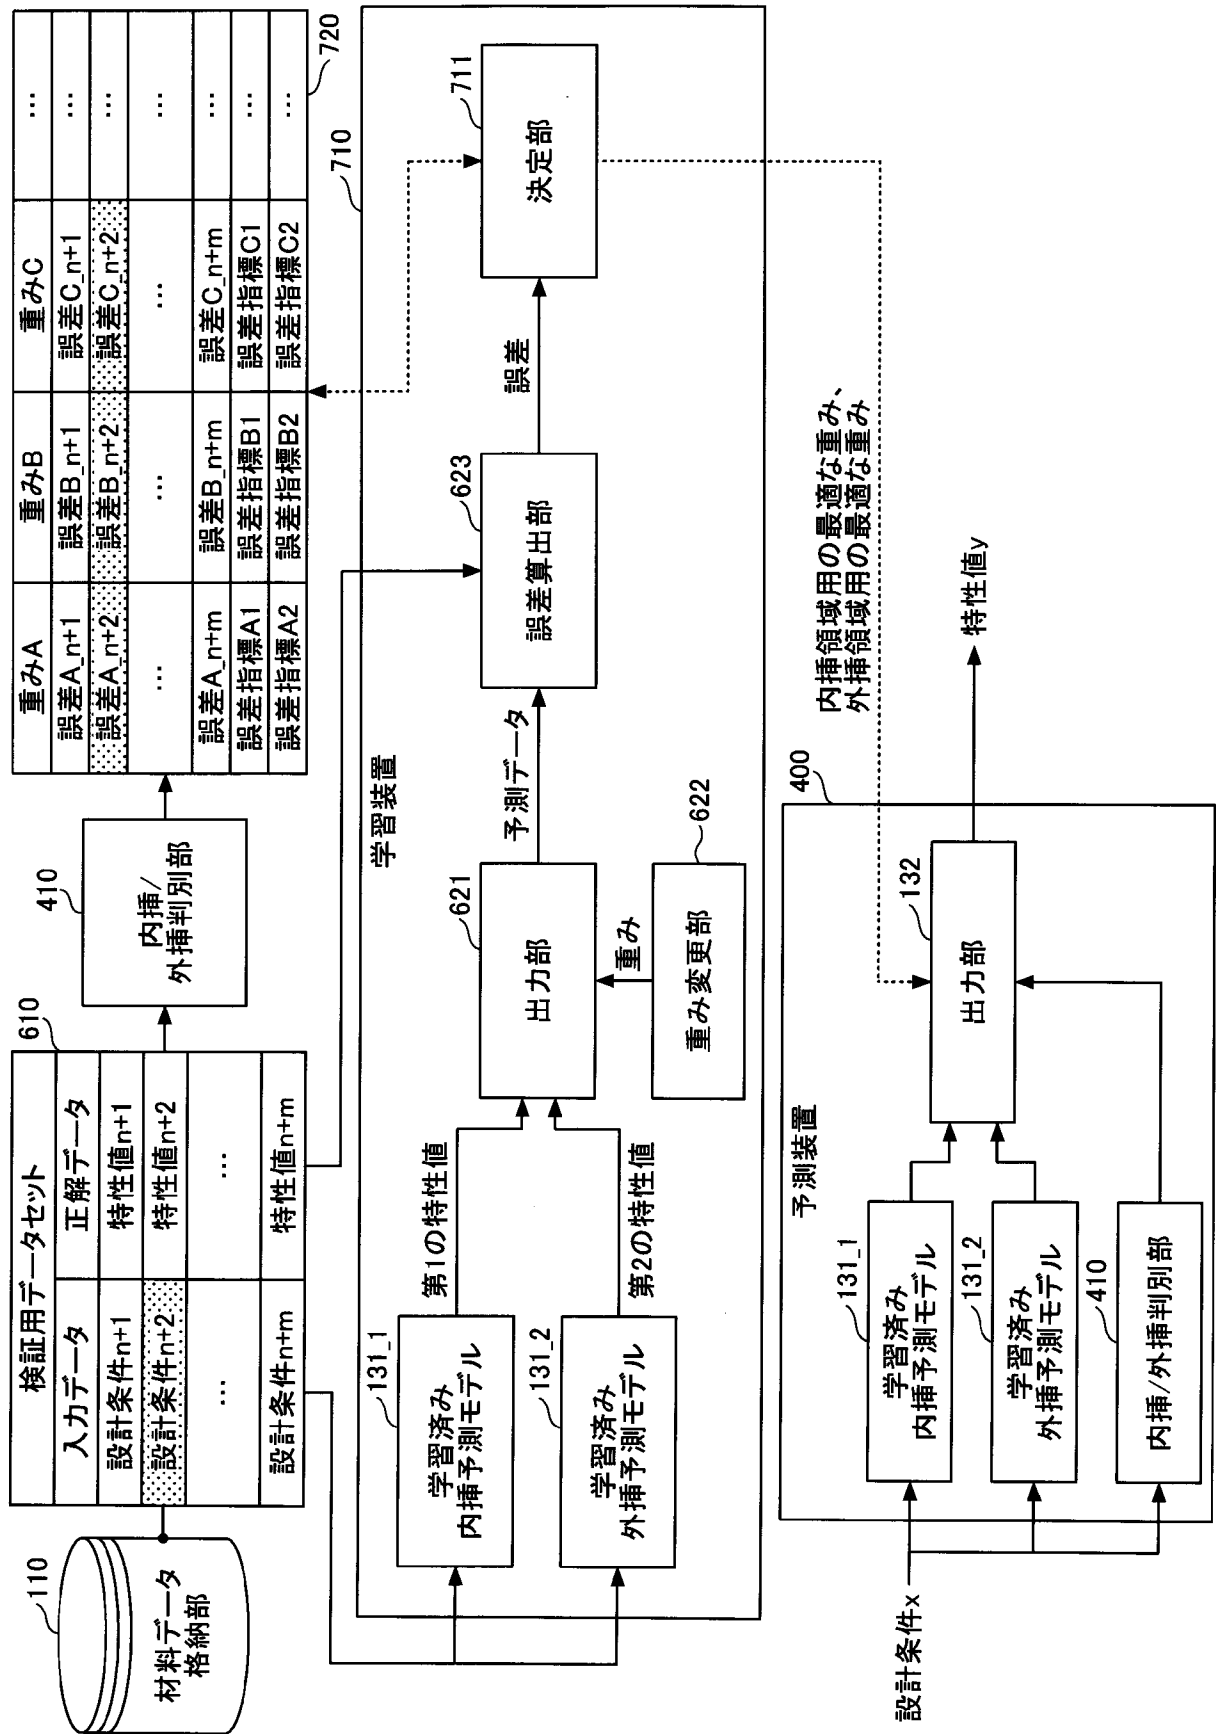 110
材料データ
格納部
610
検証用データセット
入力データ 正解データ
設計条件n+1 特性値n+1
設計条件n+2 特性値n+2
… …
設計条件n+m 特性値n+m
410
内挿/
外挿判別部
重みA 重みB 重みC …
誤差A_n+1 誤差B_n+1 誤差C_n+1 …
誤差A_n+2 誤差B_n+2 誤差C_n+2 …
… … … …
誤差A_n+m 誤差B_n+m 誤差C_n+m …
誤差指標A1 誤差指標B1 誤差指標C1 …
誤差指標A2 誤差指標B2 誤差指標C2 …
720
学習装置
710
131_1
学習済み
内挿予測モデル
第1の特性値
131_2
学習済み
外挿予測モデル
第2の特性値
621
出力部
重み
622
重み変更部
予測データ
623
誤差算出部
誤差
711
決定部
内挿領域用の最適な重み、
外挿領域用の最適な重み
予測装置
400
設計条件x
131_1
学習済み
内挿予測モデル
131_2
学習済み
外挿予測モデル
410
内挿/外挿判別部
132
出力部
特性値y